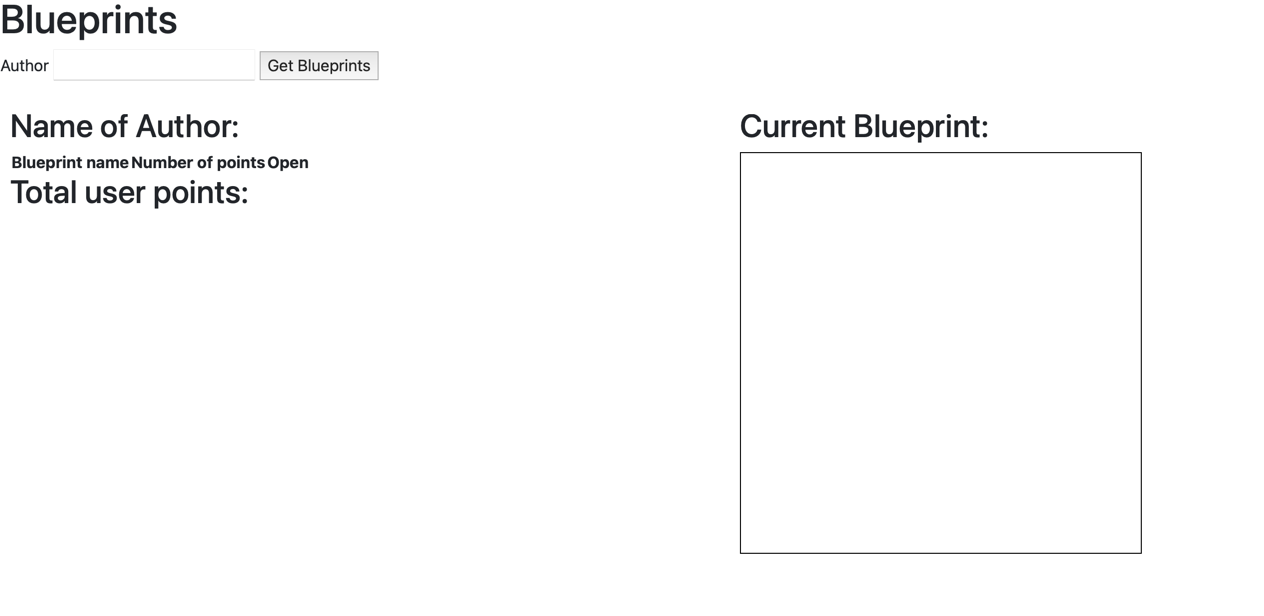 Blueprints
Author Get Blueprints
Name of Author:
Blueprint name Number of points Open
Total user points:
Current Blueprint: